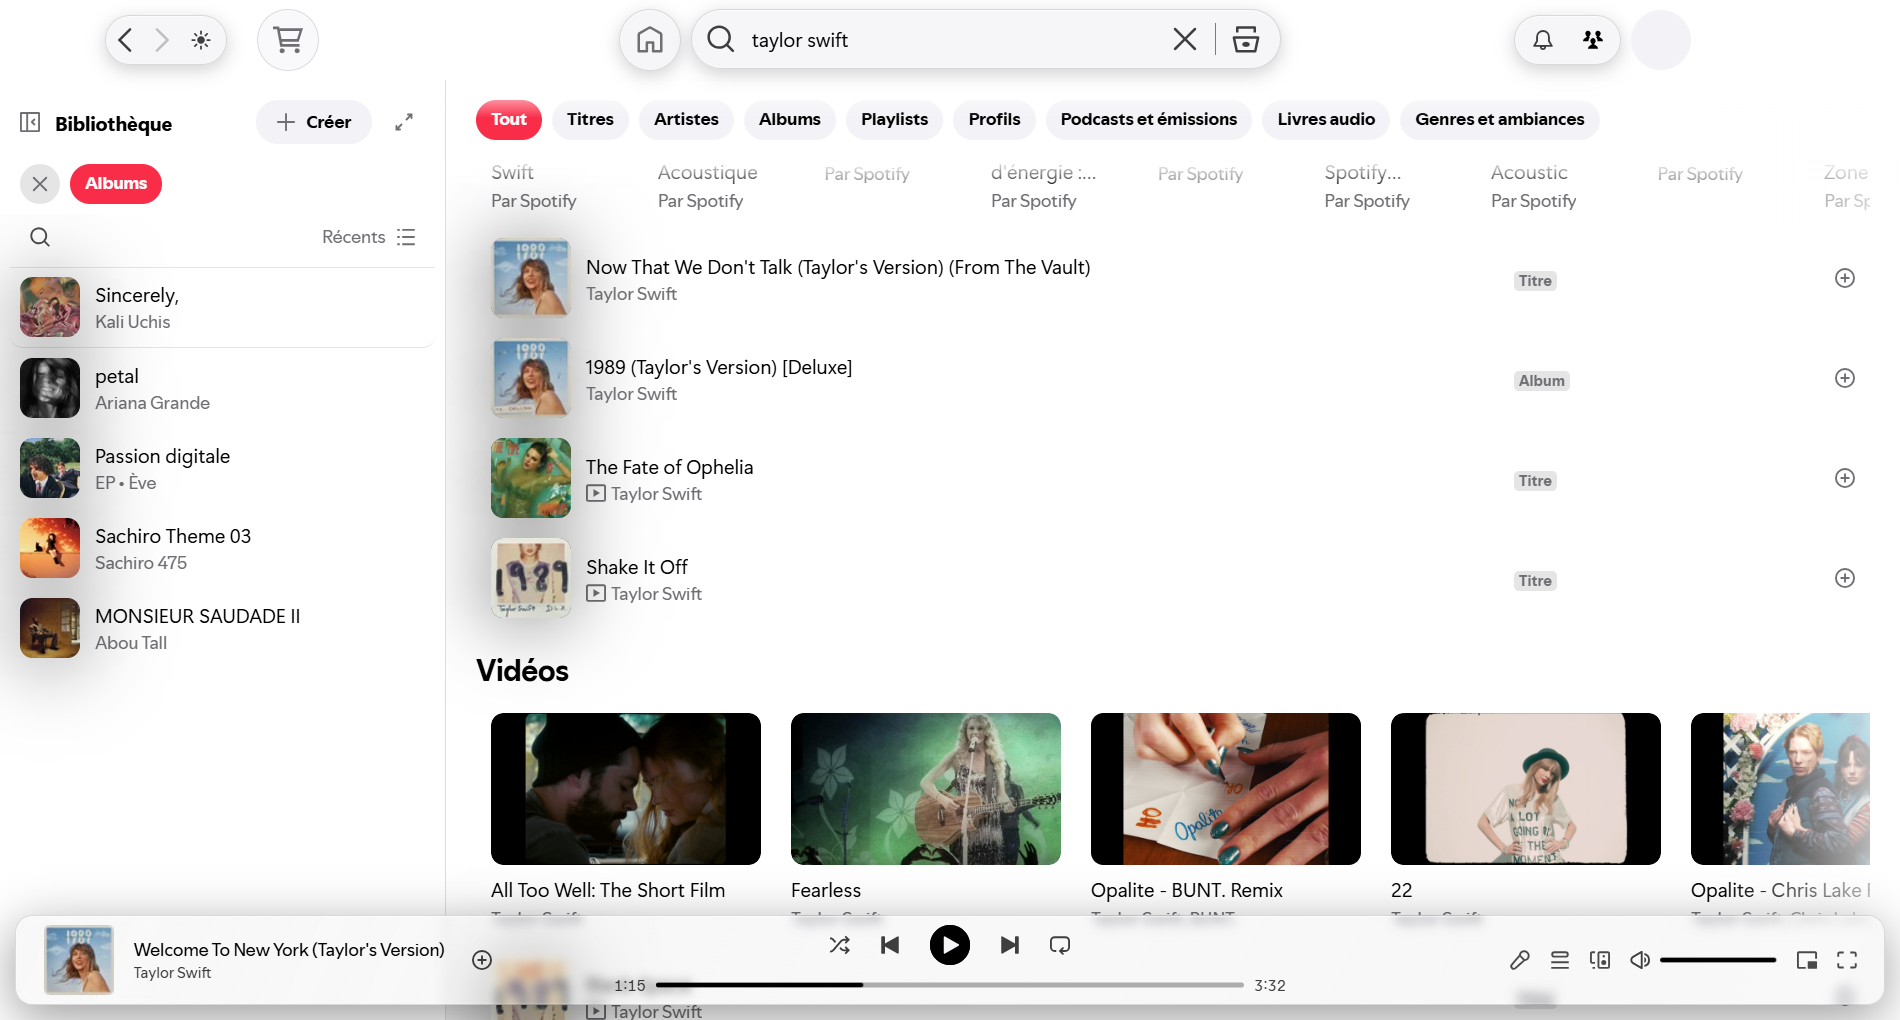 taylor swift
Bibliothèque
Créer
Albums
Récents
Sincerely,
Kali Uchis
petal
Ariana Grande
Passion digitale
EP • Ève
Sachiro Theme 03
Sachiro 475
MONSIEUR SAUDADE II
Abou Tall
Tout
Titres
Artistes
Albums
Playlists
Profils
Podcasts et émissions
Livres audio
Genres et ambiances
Swift
Par Spotify
Acoustique
Par Spotify
Par Spotify
d'énergie :...
Par Spotify
Par Spotify
Spotify...
Par Spotify
Acoustic
Par Spotify
Par Spotify
Zone
Par Sp
Now That We Don't Talk (Taylor's Version) (From The Vault)
Taylor Swift
Titre
1989 (Taylor's Version) [Deluxe]
Taylor Swift
Album
The Fate of Ophelia
Taylor Swift
Titre
Shake It Off
Taylor Swift
Titre
Vidéos
All Too Well: The Short Film
Fearless
Opalite - BUNT. Remix
22
Opalite - Chris Lake
Welcome To New York (Taylor's Version)
Taylor Swift
1:15
3:32
Taylor Swift